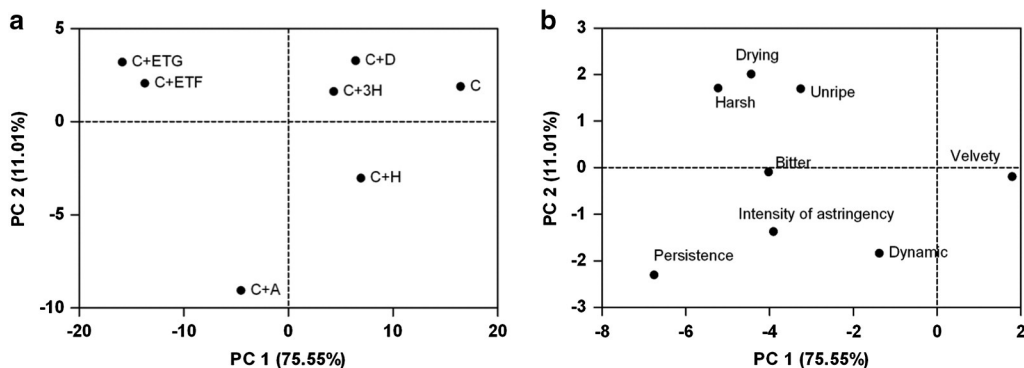 a
5
0
-5
-10
PC 2 (11.01%)
C+ETG
C+ETF
C+D
C+3H
C
C+H
C+A
-20
-10
0
10
20
PC 1 (75.55%)
b
3
2
1
0
-1
-2
-3
PC 2 (11.01%)
Drying
Harsh
Unripe
Bitter
Velvety
Intensity of astringency
Persistence
Dynamic
-8
-6
-4
-2
0
2
PC 1 (75.55%)